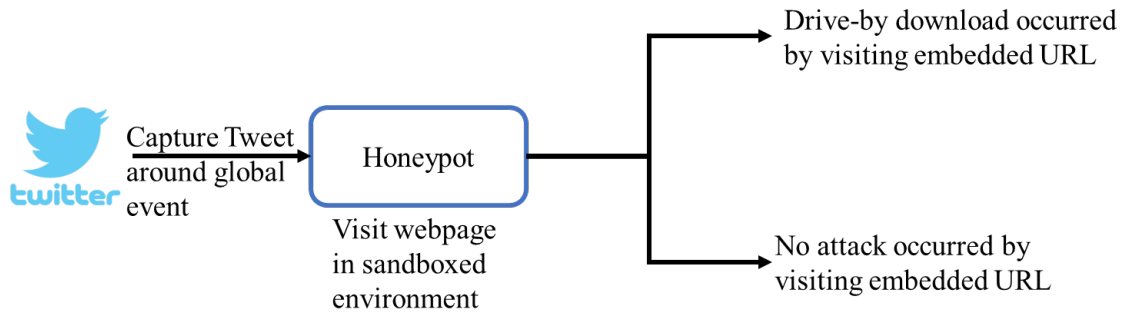 twitter
Capture Tweet
around global
event
Honeypot
Visit webpage
in sandboxed
environment
Drive-by download occurred
by visiting embedded URL
No attack occurred by
visiting embedded URL